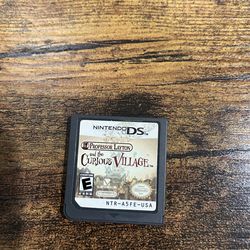 NINTENDO DS
PROFESSOR LAYTON
and the
CURIOUS VILLAGE
E
NTR-A5FE-USA